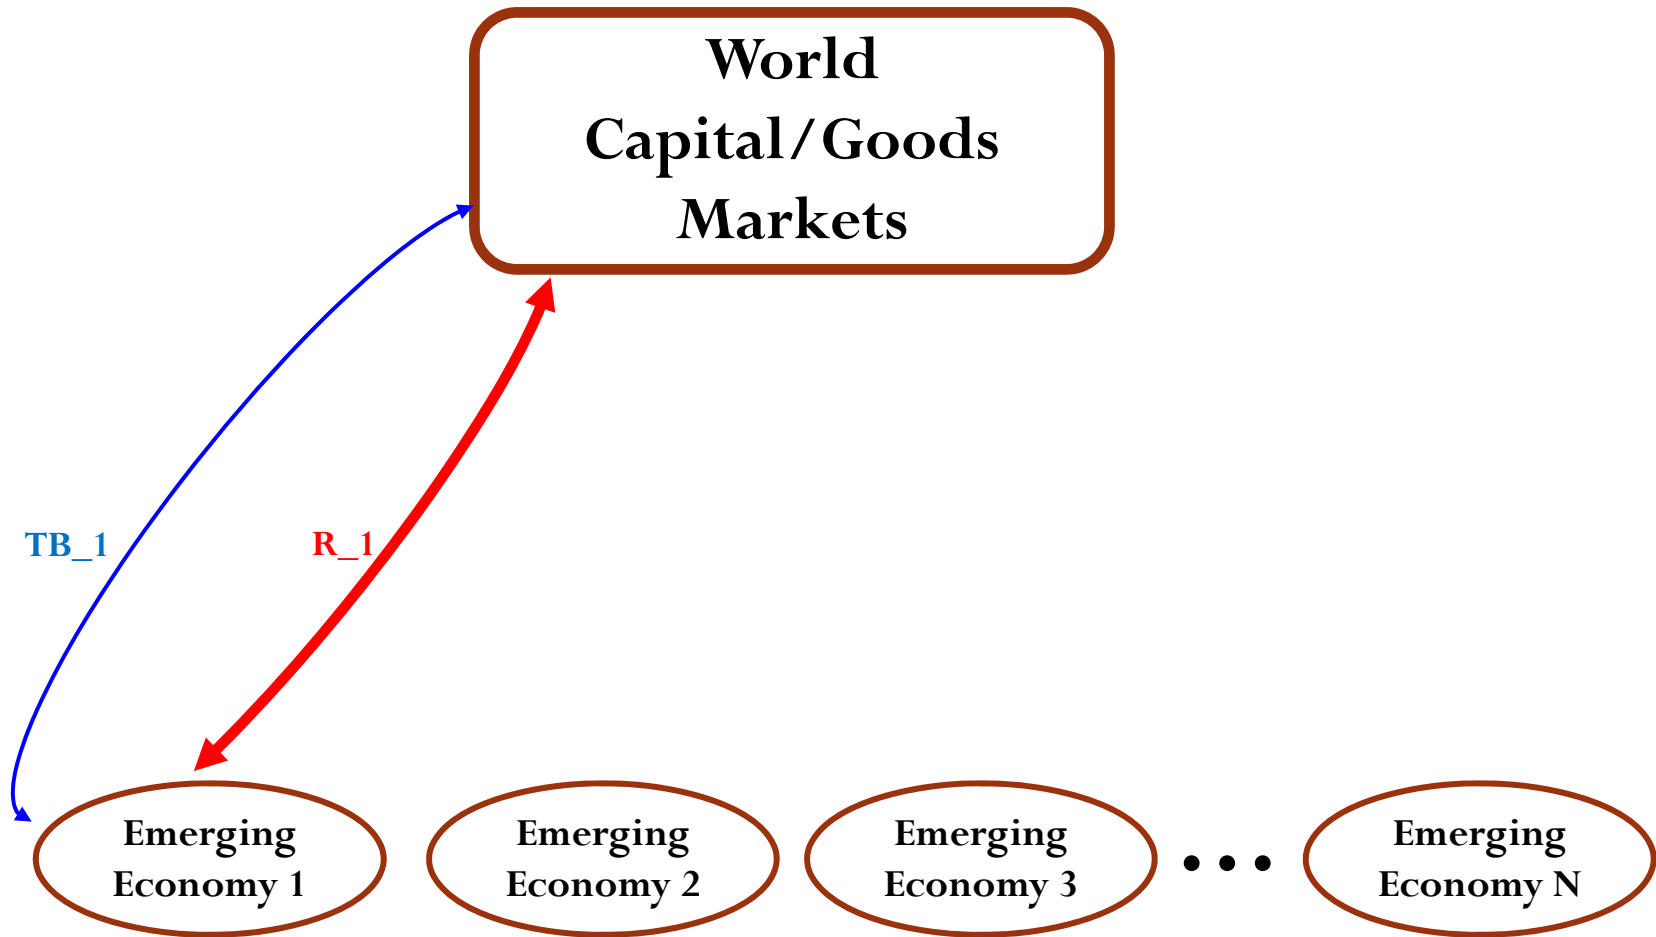 World
Capital/Goods
Markets
TB_1
R_1
Emerging
Economy 1
Emerging
Economy 2
Emerging
Economy 3
...
Emerging
Economy N